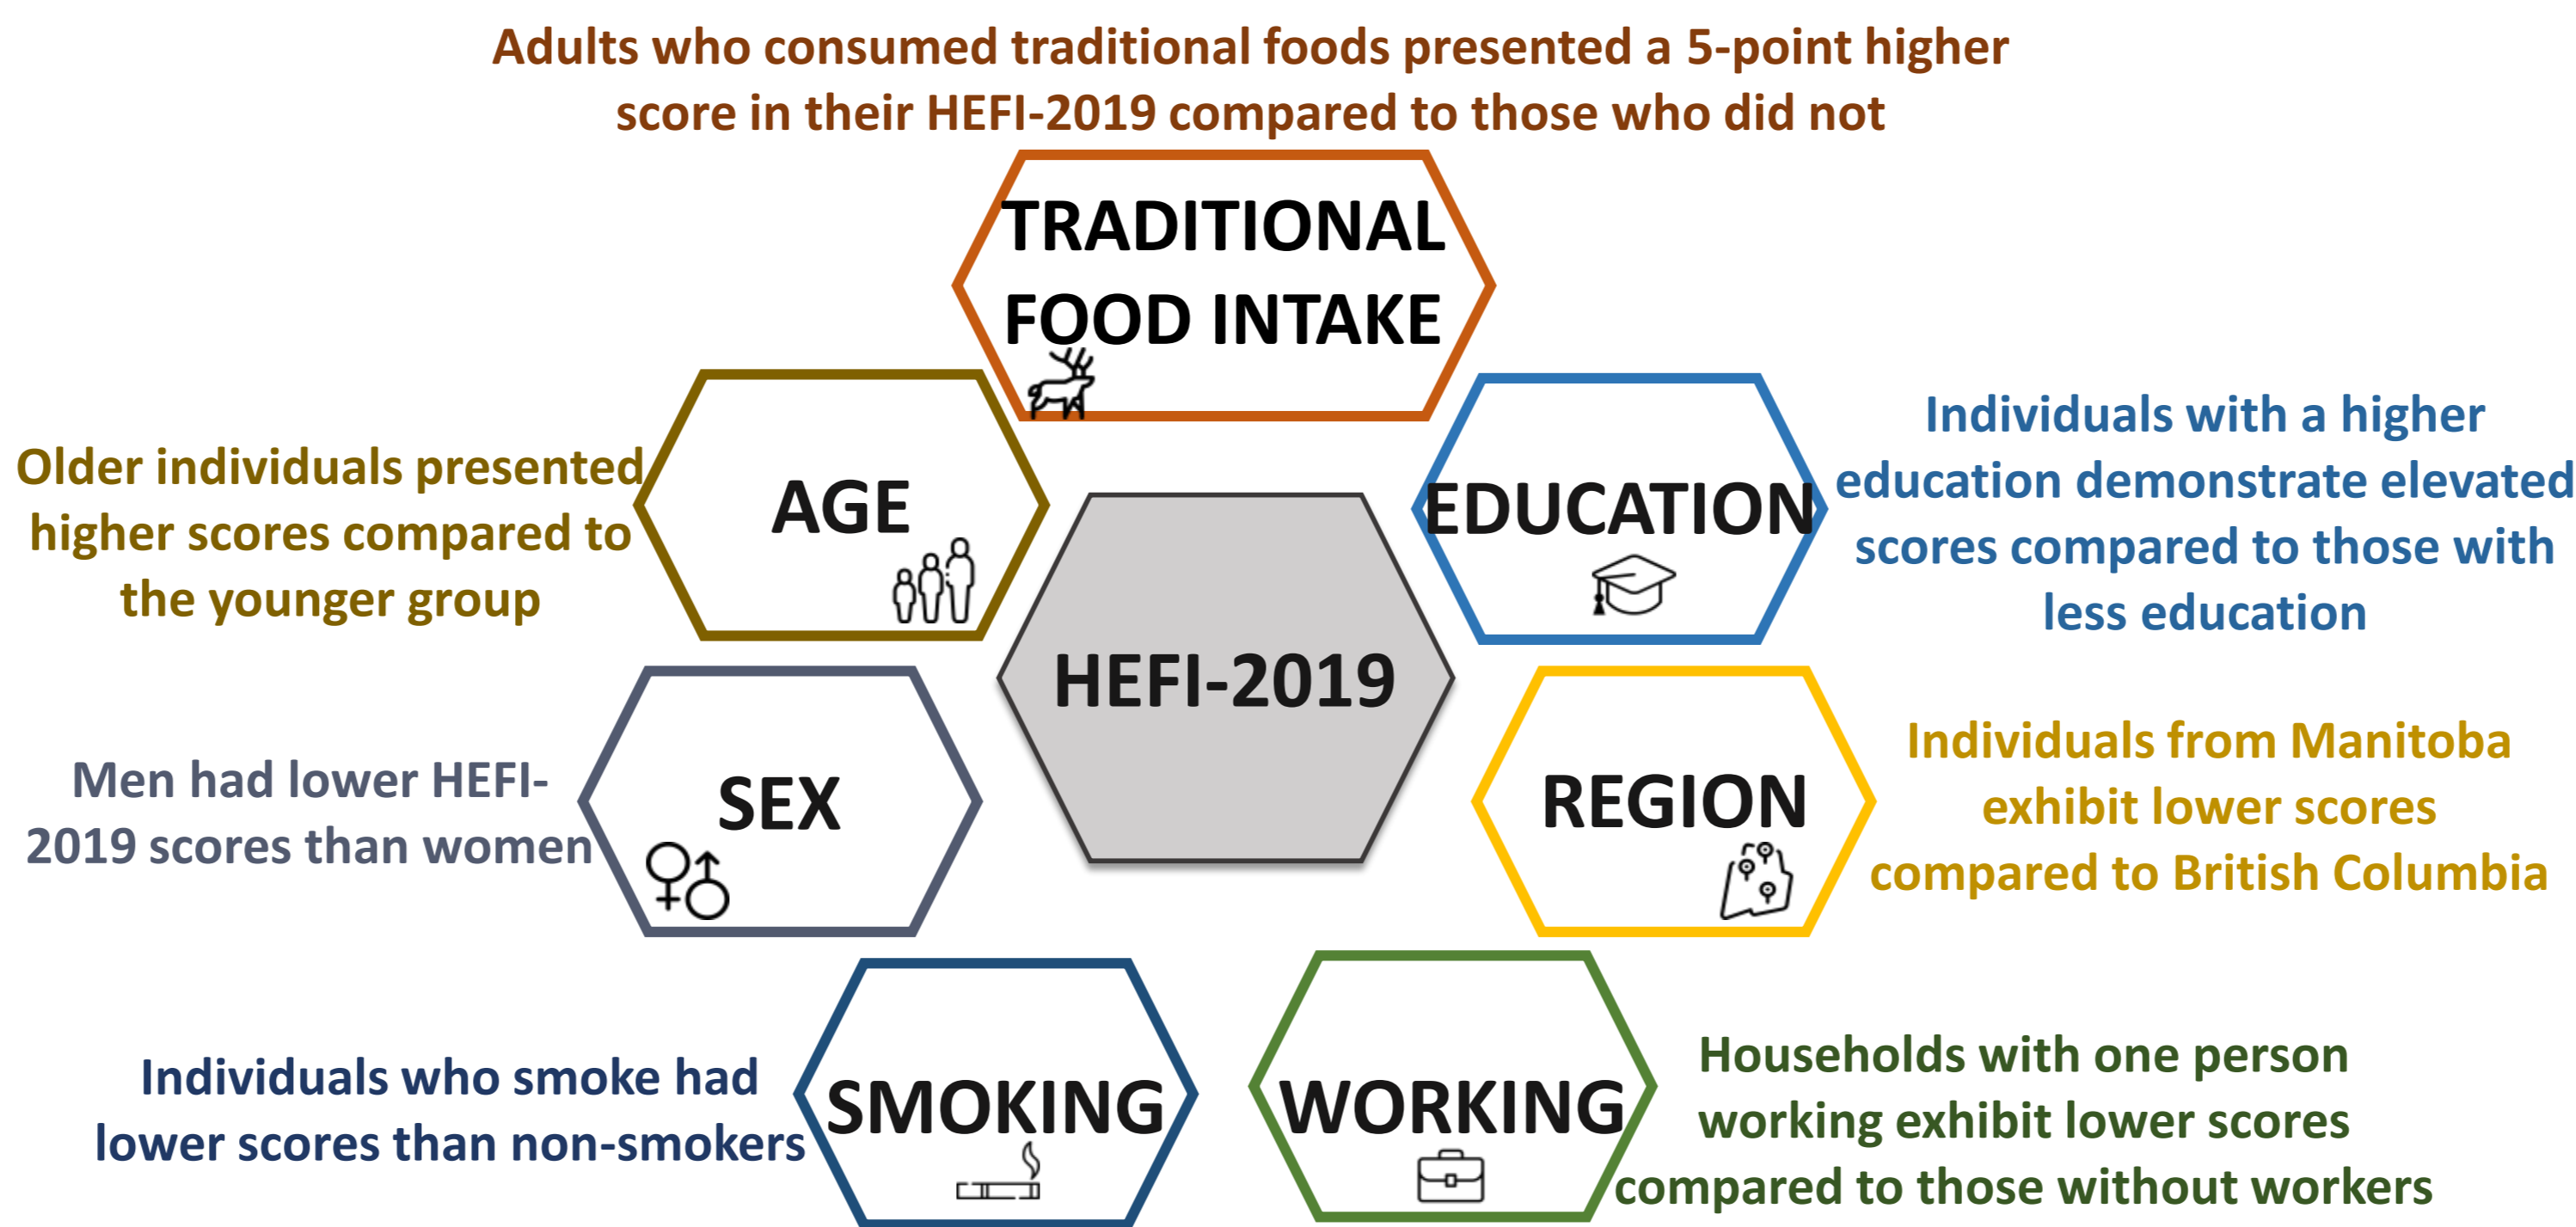 Adults who consumed traditional foods presented a 5-point higher
score in their HEFI-2019 compared to those who did not
TRADITIONAL
FOOD INTAKE
AGE
Older individuals presented
higher scores compared to
the younger group
EDUCATION
Individuals with a higher
education demonstrate elevated
scores compared to those with
less education
HEFI-2019
SEX
Men had lower HEFI-
2019 scores than women
REGION
Individuals from Manitoba
exhibit lower scores
compared to British Columbia
SMOKING
Individuals who smoke had
lower scores than non-smokers
WORKING
Households with one person
working exhibit lower scores
compared to those without workers